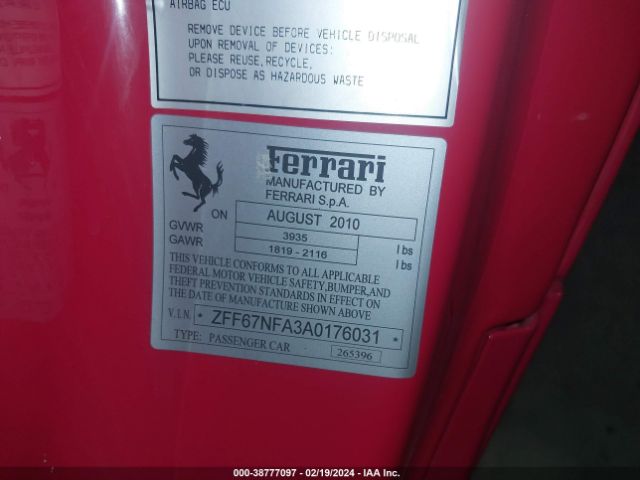 AIRBAG ECU
REMOVE DEVICE BEFORE VEHICLE DISPOSAL
UPON REMOVAL OF DEVICES:
PLEASE REUSE,RECYCLE,
OR DISPOSE AS HAZARDOUS WASTE
Ferrari
MANUFACTURED BY
FERRARI S.p.A.
ON AUGUST 2010
GVWR 3935 lbs
GAWR 1819 - 2116 lbs
THIS VEHICLE CONFORMS TO ALL APPLICABLE
FEDERAL MOTOR VEHICLE SAFETY,BUMPER,AND
THEFT PREVENTION STANDARDS IN EFFECT ON
THE DATE OF MANUFACTURE SHOWN ABOVE
V.I.N. * ZFF67NFA3A0176031 *
TYPE: PASSENGER CAR 265396
© - 38777097 - 02/19/2024 - IAA Inc.